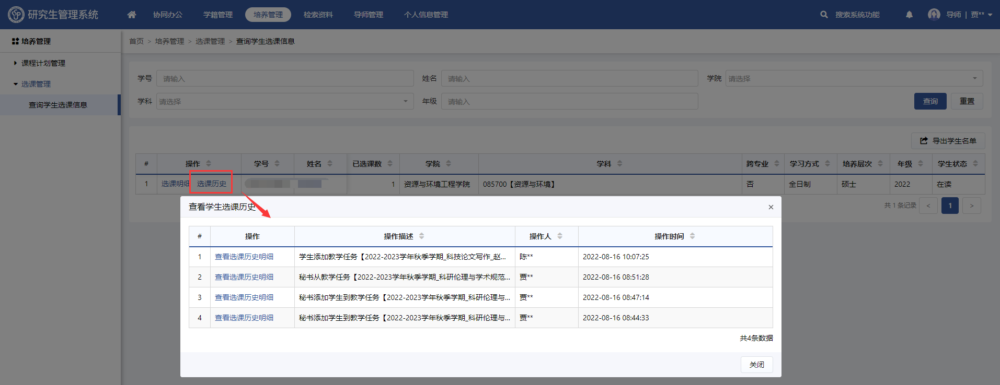 研究生管理系统 协同办公 学籍管理 培养管理 检索资料 导师管理 个人信息管理 搜索系统功能 导师 | 贾**
培养管理
课程计划管理
选课管理
查询学生选课信息
首页 > 培养管理 > 选课管理 > 查询学生选课信息
学号 请输入 姓名 请输入 学院 请选择
学科 请选择 年级 请输入 查询 重置
导出学生名单
# 操作 学号 姓名 已选课数 学院 学科 跨专业 学习方式 培养层次 年级 学生状态
1 选课明细 选课历史 1 资源与环境工程学院 085700【资源与环境】 否 全日制 硕士 2022 在读
共 1 条记录 < 1 >
查看学生选课历史 ×
# 操作 操作描述 操作人 操作时间
1 查看选课历史明细 学生添加教学任务【2022-2023学年秋季学期_科技论文写作_赵... 陈** 2022-08-16 10:07:25
2 查看选课历史明细 秘书从教学任务【2022-2023学年秋季学期_科研伦理与学术规范... 贾** 2022-08-16 08:51:28
3 查看选课历史明细 秘书添加学生到教学任务【2022-2023学年秋季学期_科研伦理与... 贾** 2022-08-16 08:47:14
4 查看选课历史明细 秘书添加学生到教学任务【2022-2023学年秋季学期_科研伦理与... 贾** 2022-08-16 08:44:33
共4条数据
关闭